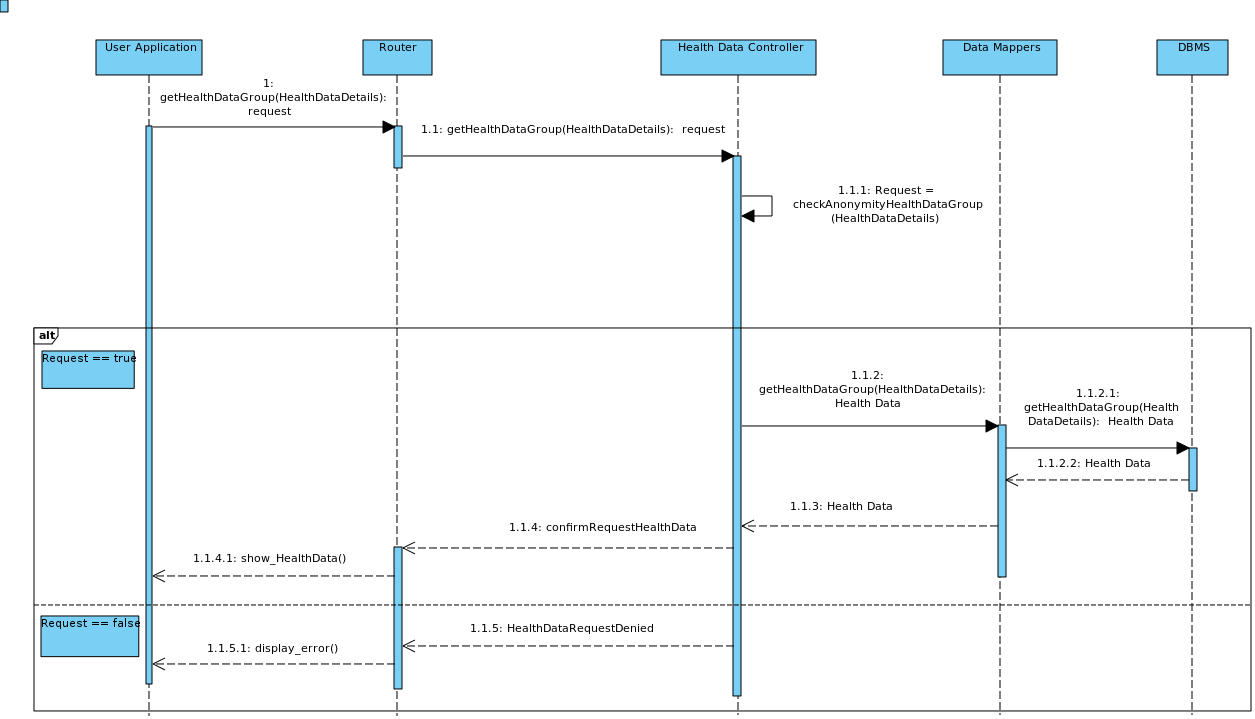 User Application
Router
Health Data Controller
Data Mappers
DBMS
1:
getHealthDataGroup(HealthDataDetails):
request
1.1: getHealthDataGroup(HealthDataDetails):  request
1.1.1: Request =
checkAnonymityHealthDataGroup
(HealthDataDetails)
alt
Request == true
1.1.2:
getHealthDataGroup(HealthDataDetails):
Health Data
1.1.2.1:
getHealthDataGroup(Health
DataDetails):  Health Data
1.1.2.2: Health Data
1.1.3: Health Data
1.1.4: confirmRequestHealthData
1.1.4.1: show_HealthData()
Request == false
1.1.5: HealthDataRequestDenied
1.1.5.1: display_error()